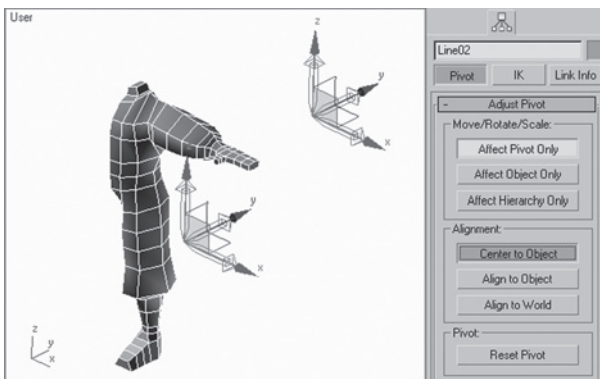 User
z
y
x
y
x
z
y
x
Line02
Pivot IK Link Info
- Adjust Pivot
Move/Rotate/Scale:
Affect Pivot Only
Affect Object Only
Affect Hierarchy Only
Alignment:
Center to Object
Align to Object
Align to World
Pivot:
Reset Pivot